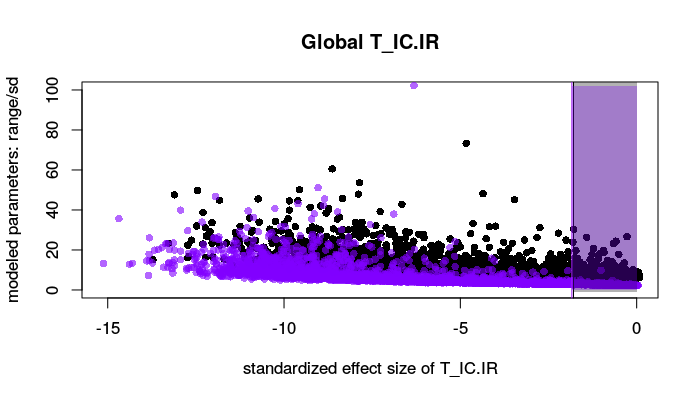 Global T_IC.IR
modeled parameters: range/sd
100
80
60
40
20
0
-15 -10 -5 0
standardized effect size of T_IC.IR